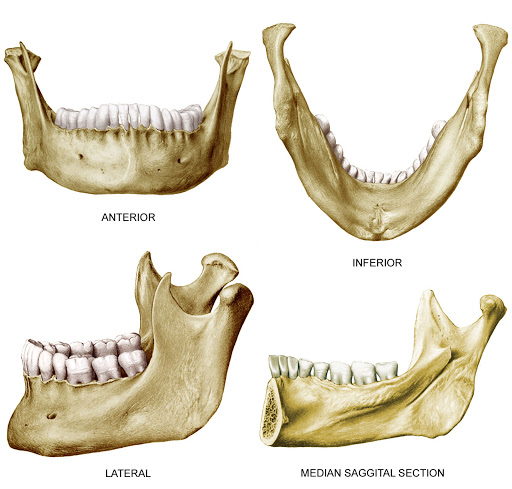 ANTERIOR
INFERIOR
LATERAL
MEDIAN SAGGITAL SECTION